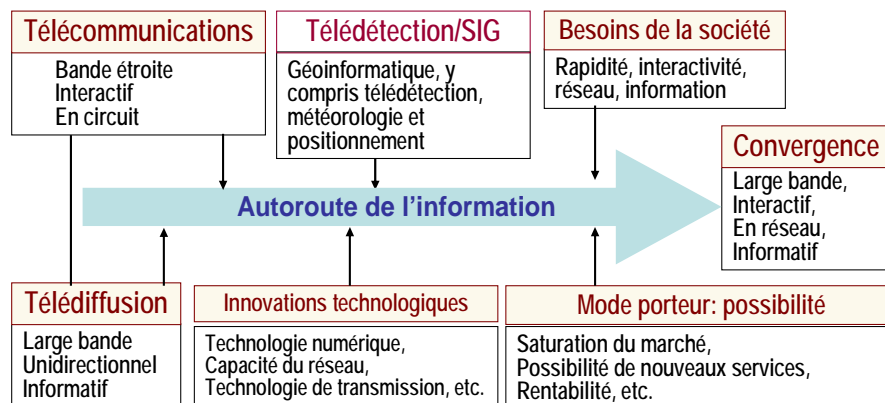 Télécommunications
Bande étroite
Interactif
En circuit
Télédétection/SIG
Géoinformatique, y
compris télédétection,
météorologie et
positionnement
Besoins de la société
Rapidité, interactivité,
réseau, information
Convergence
Large bande,
Interactif,
En réseau,
Informatif
Autoroute de l'information
Télédiffusion
Large bande
Unidirectionnel
Informatif
Innovations technologiques
Technologie numérique,
Capacité du réseau,
Technologie de transmission, etc.
Mode porteur: possibilité
Saturation du marché,
Possibilité de nouveaux services,
Rentabilité, etc.